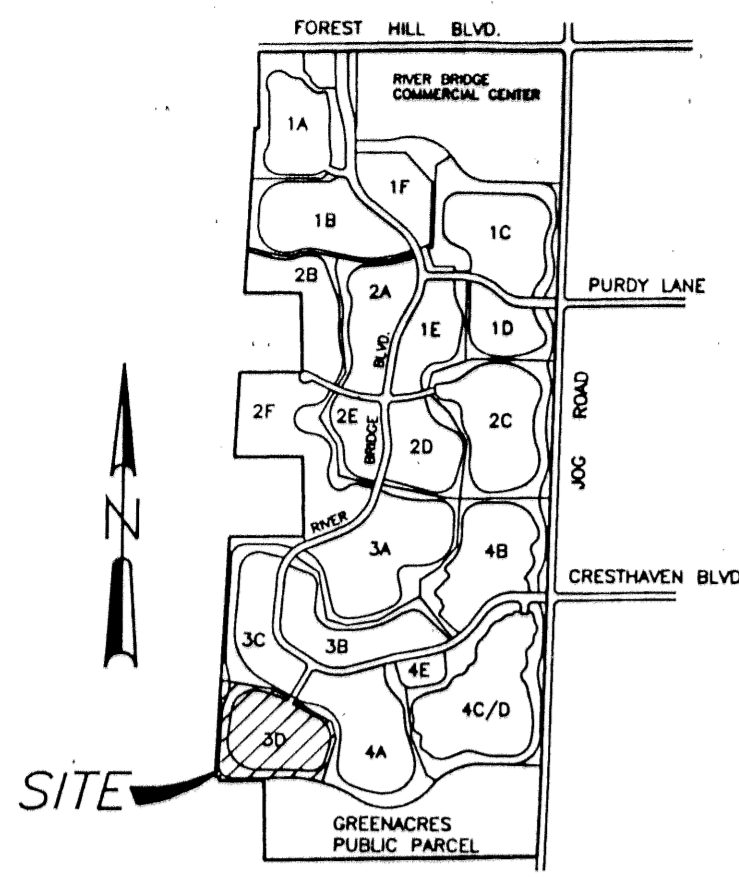 FOREST HILL BLVD.
RIVER BRIDGE
COMMERCIAL CENTER
1A
1F
1B
1C
2B
2A
PURDY LANE
1E
1D
BLVD.
JOG ROAD
2F
2E
BRIDGE
2D
2C
N
RIVER
3A
4B
CRESTHAVEN BLVD
3C
3B
4E
4C/D
3D
4A
SITE
GREENACRES
PUBLIC PARCEL